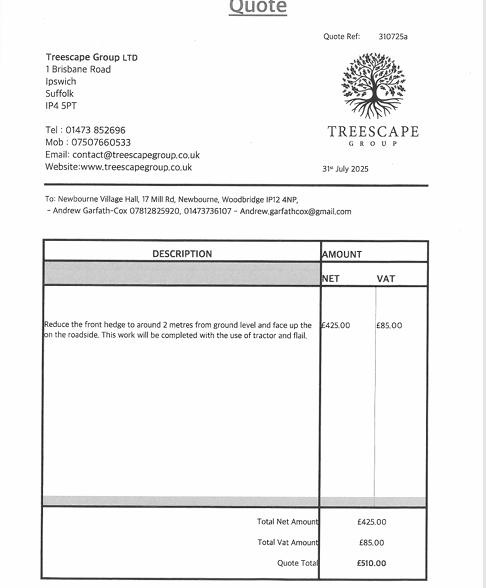 Quote
Quote Ref: 310725a
Treescape Group LTD
1 Brisbane Road
Ipswich
Suffolk
IP4 5PT
Tel : 01473 852696
Mob : 07507660533
Email: contact@treescapegroup.co.uk
Website:www.treescapegroup.co.uk
TREESCAPE
GROUP
31st July 2025
To: Newbourne Village Hall, 17 Mill Rd, Newbourne, Woodbridge IP12 4NP,
– Andrew Garfath-Cox 07812825920, 01473736107 – Andrew.garfathcox@gmail.com
DESCRIPTION AMOUNT
NET VAT
Reduce the front hedge to around 2 metres from ground level and face up the £425.00 £85.00
on the roadside. This work will be completed with the use of tractor and flail.
Total Net Amount £425.00
Total Vat Amount £85.00
Quote Total £510.00